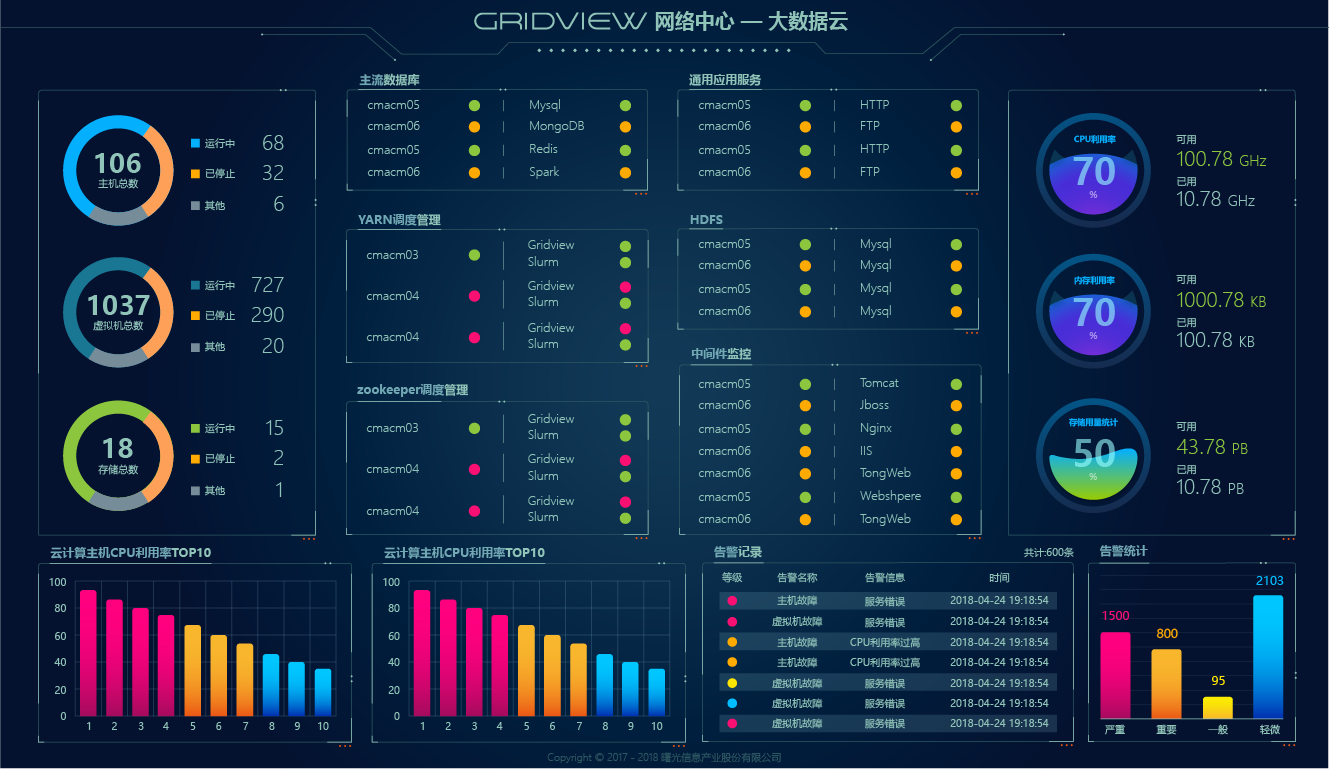 GRIDVIEW 网络中心 — 大数据云
106
主机总数
运行中 68
已停止 32
其他 6
1037
虚拟机总数
运行中 727
已停止 290
其他 20
18
存储总数
运行中 15
已停止 2
其他 1
主流数据库
cmacm05 | Mysql
cmacm06 | MongoDB
cmacm05 | Redis
cmacm06 | Spark
YARN调度管理
cmacm03
Gridview
Slurm
cmacm04
Gridview
Slurm
cmacm04
Gridview
Slurm
zookeeper调度管理
cmacm03
Gridview
Slurm
cmacm04
Gridview
Slurm
cmacm04
Gridview
Slurm
通用应用服务
cmacm05 | HTTP
cmacm06 | FTP
cmacm05 | HTTP
cmacm06 | FTP
HDFS
cmacm05 | Mysql
cmacm06 | Mysql
cmacm05 | Mysql
cmacm06 | Mysql
中间件监控
cmacm05 | Tomcat
cmacm06 | Jboss
cmacm05 | Nginx
cmacm06 | IIS
cmacm06 | TongWeb
cmacm05 | Webshpere
cmacm06 | TongWeb
CPU利用率
70
%
可用
100.78 GHz
已用
10.78 GHz
内存利用率
70
%
可用
1000.78 KB
已用
100.78 KB
存储用量统计
50
%
可用
43.78 PB
已用
10.78 PB
云计算主机CPU利用率TOP10
100
80
60
40
20
0
1 2 3 4 5 6 7 8 9 10
云计算主机CPU利用率TOP10
100
80
60
40
20
0
1 2 3 4 5 6 7 8 9 10
告警记录 共计:600条
等级 告警名称 告警信息 时间
主机故障 服务错误 2018-04-24 19:18:54
虚拟机故障 服务错误 2018-04-24 19:18:54
主机故障 CPU利用率过高 2018-04-24 19:18:54
主机故障 CPU利用率过高 2018-04-24 19:18:54
虚拟机故障 服务错误 2018-04-24 19:18:54
虚拟机故障 服务错误 2018-04-24 19:18:54
虚拟机故障 服务错误 2018-04-24 19:18:54
告警统计
1500 800 95 2103
严重 重要 一般 轻微
Copyright © 2017 - 2018 曙光信息产业股份有限公司